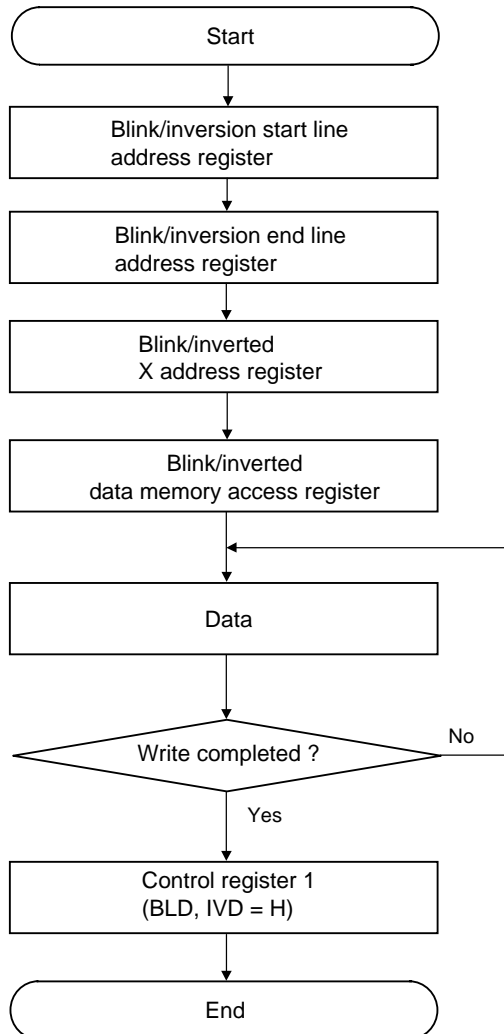 Start
Blink/inversion start line
address register
Blink/inversion end line
address register
Blink/inverted
X address register
Blink/inverted
data memory access register
Data
Write completed ?
No
Yes
Control register 1
(BLD, IVD = H)
End